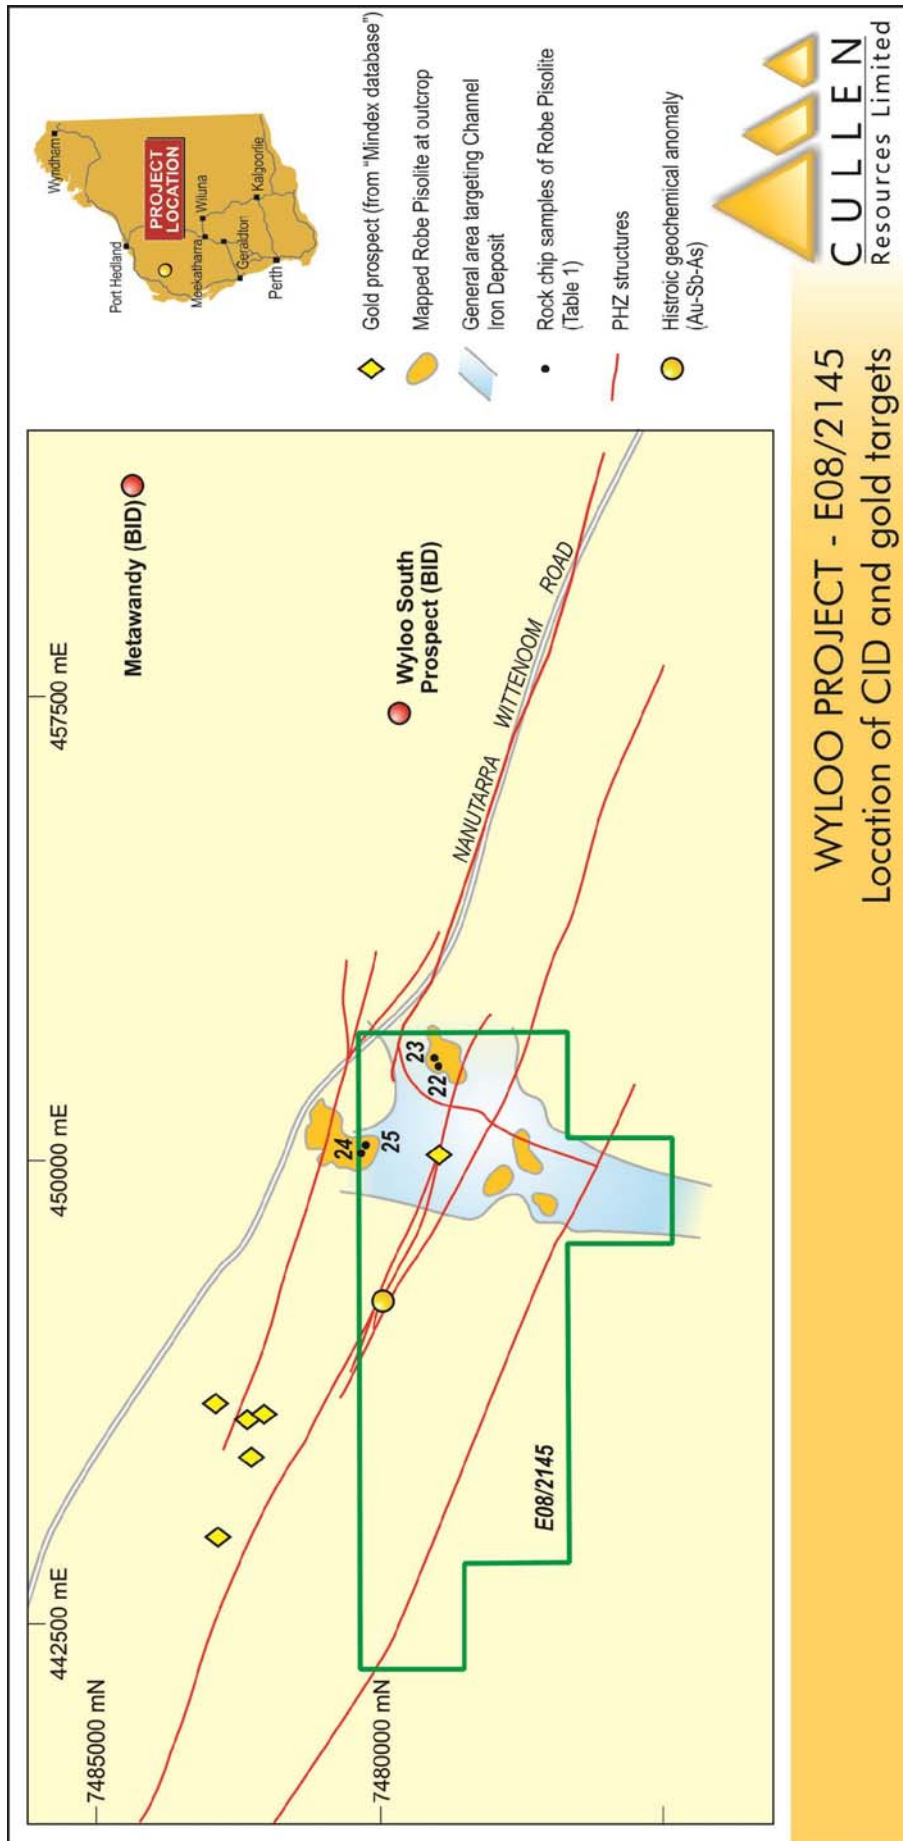 442500 mE
450000 mE
457500 mE
7485000 mN
7480000 mN
Metawandy (BID)
Wyloo South
Prospect (BID)
NANUTARRA WITTENOOM ROAD
24
25
23
22
E08/2145
Wyndham
Port Hedland
PROJECT
LOCATION
Meekatharra
Wiluna
Geraldton
Kalgoorlie
Perth
Gold prospect (from "Mindex database")
Mapped Robe Pisolite at outcrop
General area targeting Channel
Iron Deposit
Rock chip samples of Robe Pisolite
(Table 1)
PHZ structures
Histroic geochemical anomaly
(Au-Sb-As)
WYLOO PROJECT - E08/2145
Location of CID and gold targets
CULLEN
Resources Limited